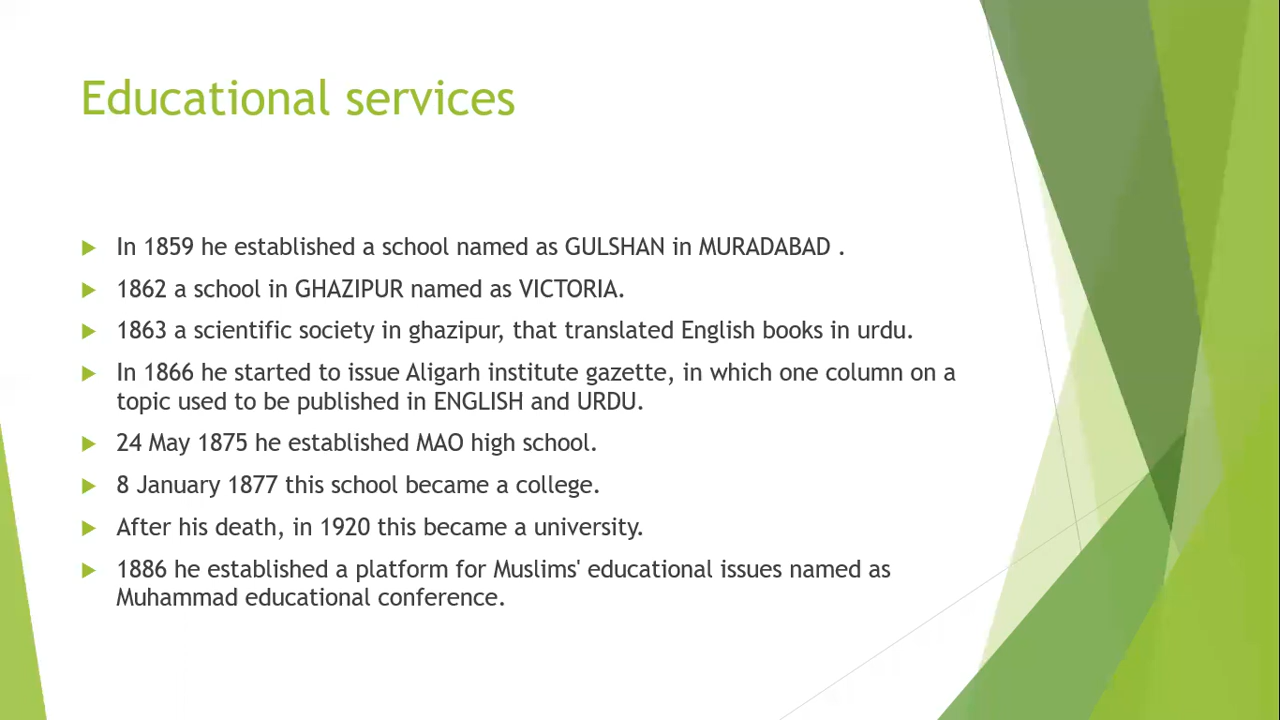 Educational services
In 1859 he established a school named as GULSHAN in MURADABAD .
1862 a school in GHAZIPUR named as VICTORIA.
1863 a scientific society in ghazipur, that translated English books in urdu.
In 1866 he started to issue Aligarh institute gazette, in which one column on a
topic used to be published in ENGLISH and URDU.
24 May 1875 he established MAO high school.
8 January 1877 this school became a college.
After his death, in 1920 this became a university.
1886 he established a platform for Muslims' educational issues named as
Muhammad educational conference.